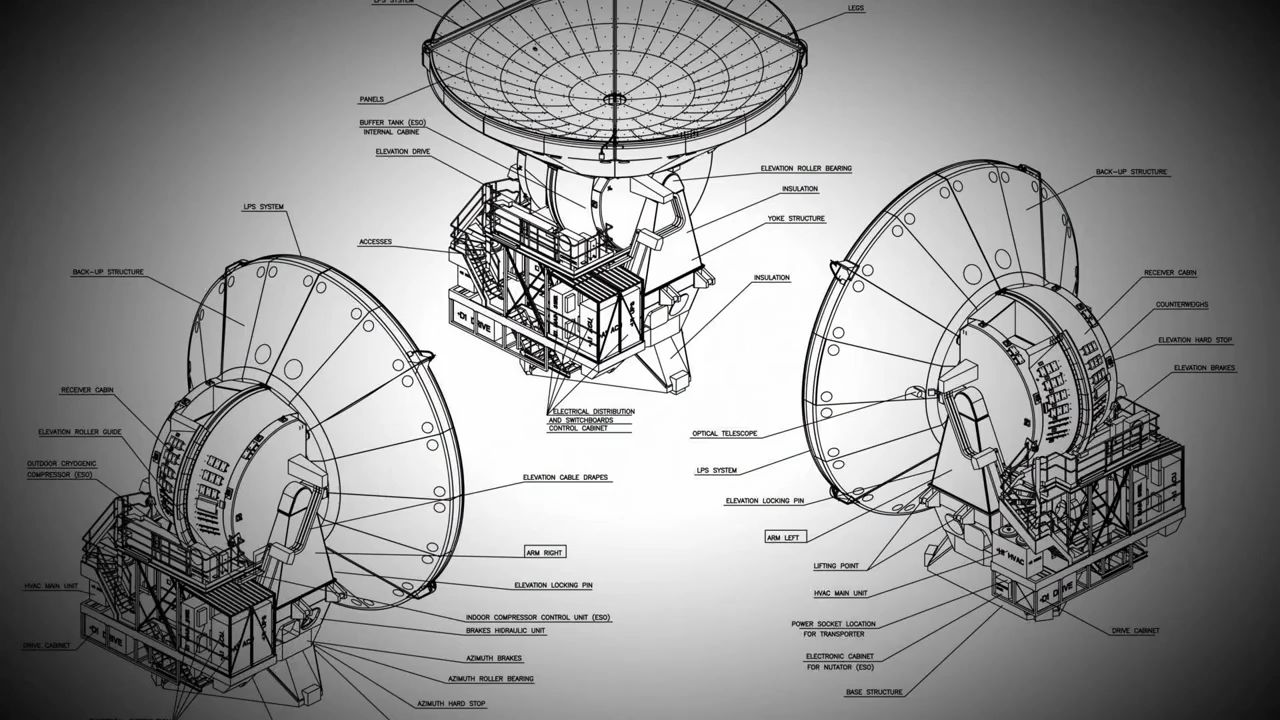 LPS SYSTEM
LEGS
PANELS
BUFFER TANK (ESO)
INTERNAL CABINE
ELEVATION DRIVE
ELEVATION ROLLER BEARING
INSULATION
YOKE STRUCTURE
ACCESSES
INSULATION
ELECTRICAL DISTRIBUTION
AND SWITCHBOARDS
CONTROL CABINET
LPS SYSTEM
BACK-UP STRUCTURE
RECEIVER CABIN
ELEVATION ROLLER GUIDE
OUTDOOR CRYOGENIC
COMPRESSOR (ESO)
HVAC MAIN UNIT
DRIVE CABINET
ELEVATION CABLE DRAPES
ARM RIGHT
ELEVATION LOCKING PIN
INDOOR COMPRESSOR CONTROL UNIT (ESO)
BRAKES HIDRAULIC UNIT
AZIMUTH BRAKES
AZIMUTH ROLLER BEARING
AZIMUTH HARD STOP
BACK-UP STRUCTURE
RECEIVER CABIN
COUNTERWEIGHS
ELEVATION HARD STOP
ELEVATION BRAKES
OPTICAL TELESCOPE
LPS SYSTEM
ELEVATION LOCKING PIN
ARM LEFT
LIFTING POINT
HVAC MAIN UNIT
POWER SOCKET LOCATION
FOR TRANSPORTER
ELECTRONIC CABINET
FOR NUTATOR (ESO)
BASE STRUCTURE
DRIVE CABINET
HVAC